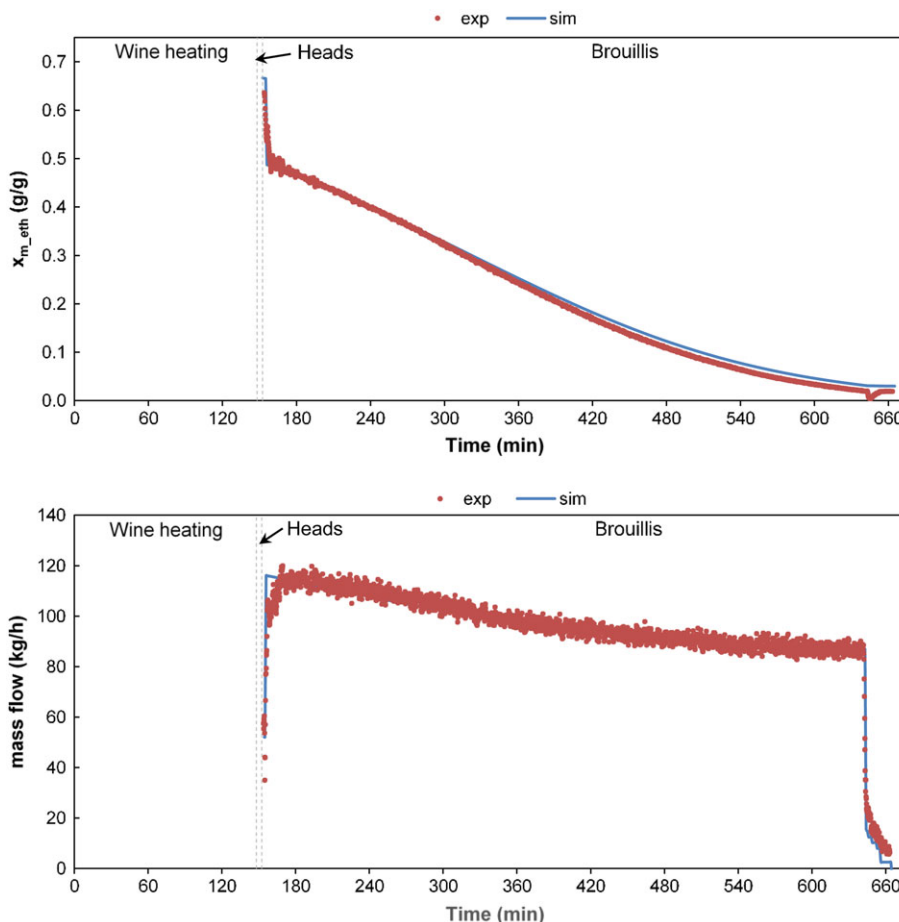 exp sim
Wine heating Heads Brouillis
0.7
0.6
0.5
0.4
0.3
0.2
0.1
0.0
x_m_eth (g/g)
0 60 120 180 240 300 360 420 480 540 600 660
Time (min)
exp sim
Wine heating Heads Brouillis
140
120
100
80
60
40
20
0
mass flow (kg/h)
0 60 120 180 240 300 360 420 480 540 600 660
Time (min)